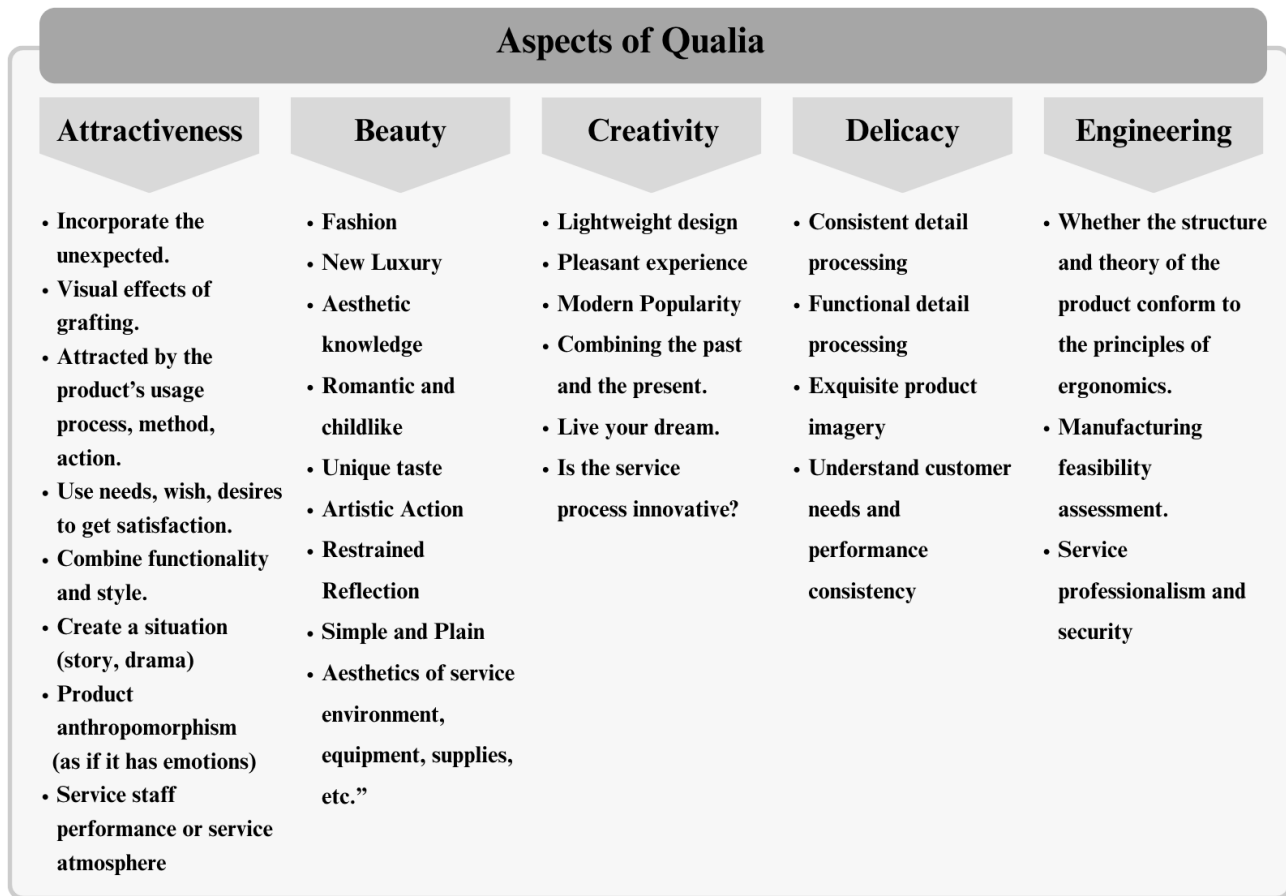 Aspects of Qualia
Attractiveness
• Incorporate the
unexpected.
• Visual effects of
grafting.
• Attracted by the
product’s usage
process, method,
action.
• Use needs, wish, desires
to get satisfaction.
• Combine functionality
and style.
• Create a situation
(story, drama)
• Product
anthropomorphism
(as if it has emotions)
• Service staff
performance or service
atmosphere
Beauty
• Fashion
• New Luxury
• Aesthetic
knowledge
• Romantic and
childlike
• Unique taste
• Artistic Action
• Restrained
Reflection
• Simple and Plain
• Aesthetics of service
environment,
equipment, supplies,
etc.”
Creativity
• Lightweight design
• Pleasant experience
• Modern Popularity
• Combining the past
and the present.
• Live your dream.
• Is the service
process innovative?
Delicacy
• Consistent detail
processing
• Functional detail
processing
• Exquisite product
imagery
• Understand customer
needs and
performance
consistency
Engineering
• Whether the structure
and theory of the
product conform to
the principles of
ergonomics.
• Manufacturing
feasibility
assessment.
• Service
professionalism and
security